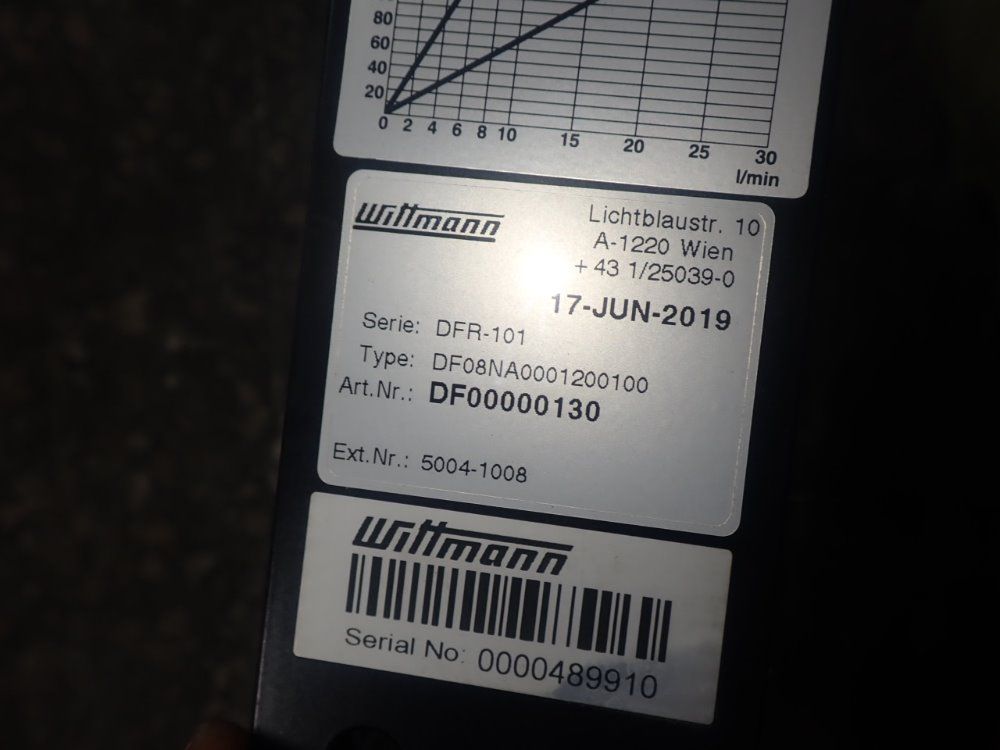 80
60
40
20
0 2 4 6 8 10 15 20 25 30
l/min
Wittmann
Lichtblaustr. 10
A-1220 Wien
+ 43 1/25039-0
17-JUN-2019
Serie: DFR-101
Type: DF08NA0001200100
Art.Nr.: DF00000130
Ext.Nr.: 5004-1008
Wittmann
Serial No: 0000489910